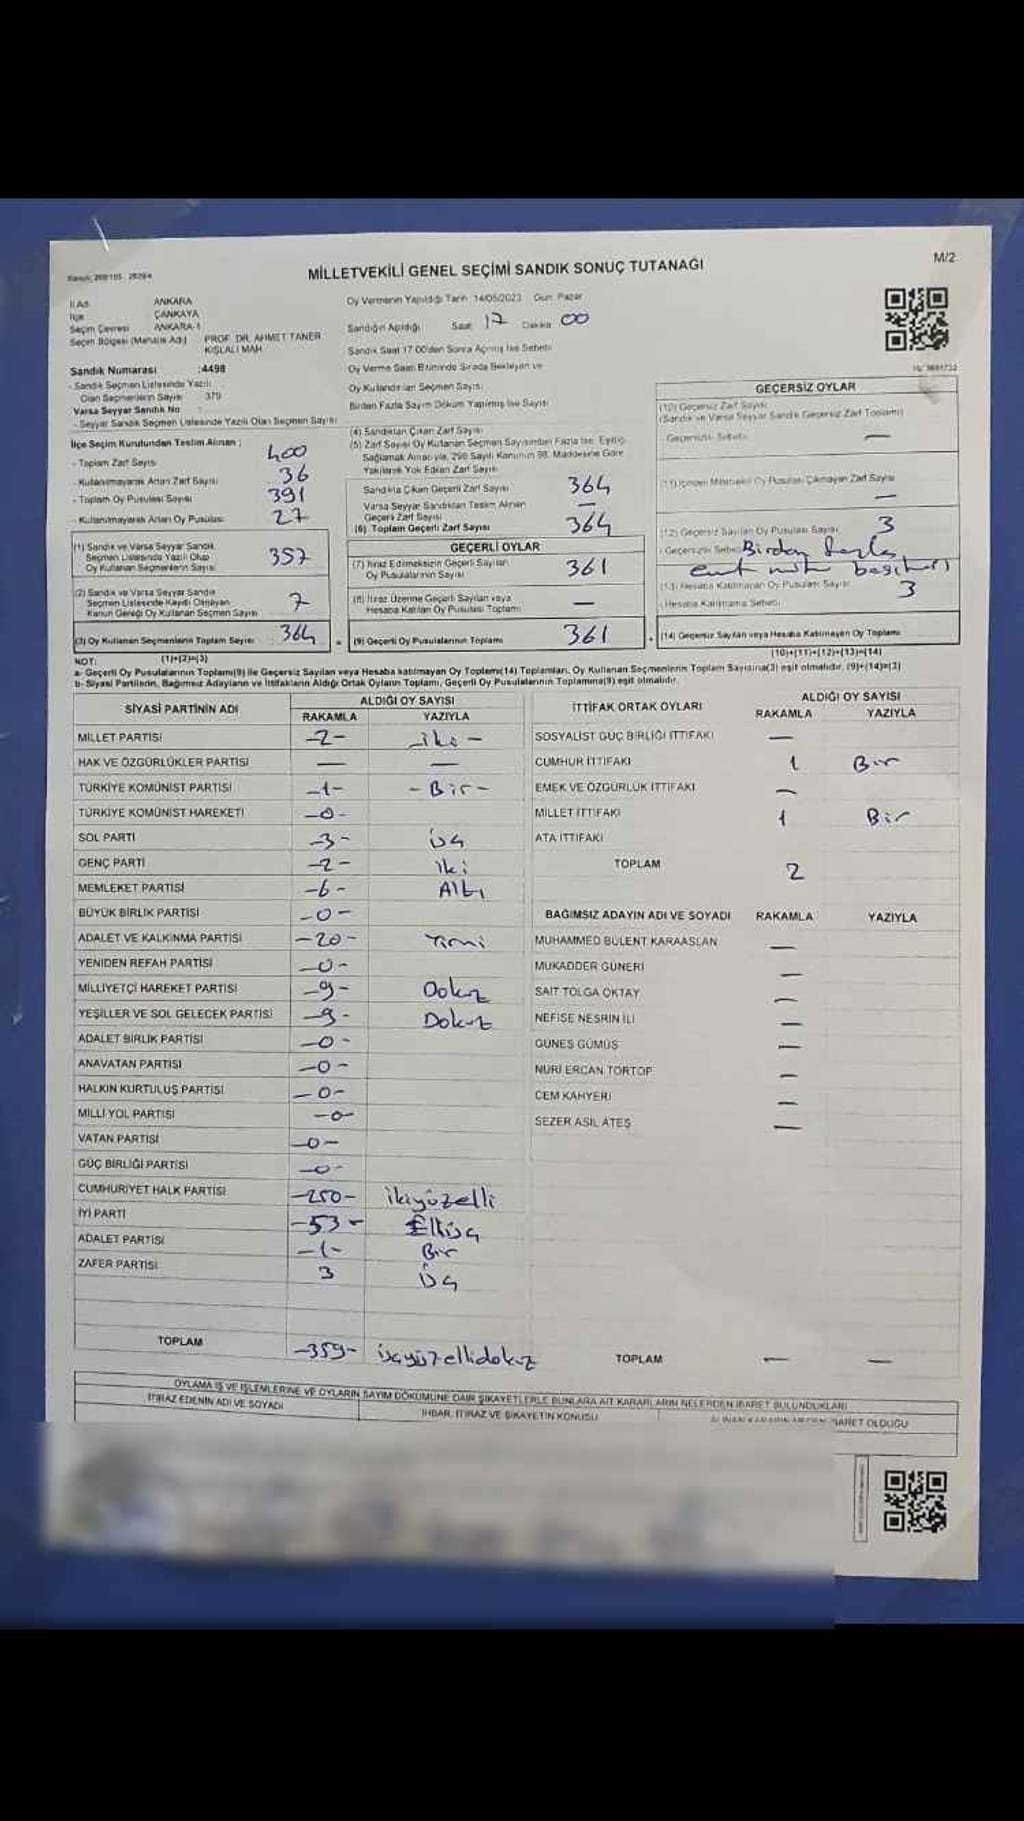 MİLLETVEKİLİ GENEL SEÇİMİ SANDIK SONUÇ TUTANAĞI
M/2
İl Adı ANKARA
İlçe ÇANKAYA
Seçim Çevresi ANKARA-1
Seçim Bölgesi (Mahalle Adı) PROF. DR. AHMET TANER KIŞLALI MAH.
Sandık Numarası :4498
- Sandık Seçmen Listesinde Yazılı
Olan Seçmenlerin Sayısı 379
Varsa Seyyar Sandık No :
- Seyyar Sandık Seçmen Listesinde Yazılı Olan Seçmen Sayısı
Oy Vermenin Yapıldığı Tarih 14/05/2023 Gün Pazar
Sandığın Açıldığı Saat 17 Dakika 00
Sandık Saat 17.00'den Sonra Açılmış İse Sebebi
Oy Verme Saati Bitiminde Sırada Bekleyen ve
Oy Kullandırılan Seçmen Sayısı
Birden Fazla Sayım Döküm Yapılmış İse Sayısı
İlçe Seçim Kurulundan Teslim Alınan ;
- Toplam Zarf Sayısı 400
- Kullanılmayarak Artan Zarf Sayısı 36
- Toplam Oy Pusulası Sayısı 391
- Kullanılmayarak Artan Oy Pusulası 27
(1) Sandık ve Varsa Seyyar Sandık
Seçmen Listesinde Yazılı Olup
Oy Kullanan Seçmenlerin Sayısı 357
(2) Sandık ve Varsa Seyyar Sandık
Seçmen Listesinde Kaydı Olmayan
Kanun Gereği Oy Kullanan Seçmen Sayısı 7
(3) Oy Kullanan Seçmenlerin Toplam Sayısı 364
(1)+(2)=(3)
(4) Sandıktan Çıkan Zarf Sayısı
(5) Zarf Sayısı Oy Kullanan Seçmen Sayısından Fazla İse, Eşitliği
Sağlamak Amacıyla, 298 Sayılı Kanunun 98. Maddesine Göre
Yakılarak Yok Edilen Zarf Sayısı
Sandıkta Çıkan Geçerli Zarf Sayısı 364
Varsa Seyyar Sandıktan Teslim Alınan
Geçerli Zarf Sayısı —
(6) Toplam Geçerli Zarf Sayısı 364
GEÇERLİ OYLAR
(7) İtiraz Edilmeksizin Geçerli Sayılan
Oy Pusulalarının Sayısı 361
(8) İtiraz Üzerine Geçerli Sayılan veya
Hesaba Katılan Oy Pusulası Toplamı —
= (9) Geçerli Oy Pusulalarının Toplamı 361
GEÇERSİZ OYLAR
(10) Geçersiz Zarf Sayısı
(Sandık ve Varsa Seyyar Sandık Geçersiz Zarf Toplamı)
Geçersizlik Sebebi —
(11) İçinden Milletvekili Oy Pusulası Çıkmayan Zarf Sayısı
—
(12) Geçersiz Sayılan Oy Pusulası Sayısı 3
Geçersizlik Sebebi Birden fazla
basılması
(13) Hesaba Katılmayan Oy Pusulası Sayısı 3
Hesaba Katılmama Sebebi
+ (14) Geçersiz Sayılan veya Hesaba Katılmayan Oy Toplamı
(10)+(11)+(12)+(13)=(14)
NOT:
a- Geçerli Oy Pusulalarının Toplamı(9) ile Geçersiz Sayılan veya Hesaba katılmayan Oy Toplamı(14) Toplamları, Oy Kullanan Seçmenlerin Toplam Sayısına(3) eşit olmalıdır. (9)+(14)=(3)
b- Siyasi Partilerin, Bağımsız Adayların ve İttifakların Aldığı Ortak Oyların Toplamı, Geçerli Oy Pusulalarının Toplamına(9) eşit olmalıdır.
SİYASİ PARTİNİN ADI
ALDIĞI OY SAYISI
RAKAMLA YAZIYLA
MİLLET PARTİSİ -2- - iki -
HAK VE ÖZGÜRLÜKLER PARTİSİ — —
TÜRKİYE KOMÜNİST PARTİSİ -1- - Bir -
TÜRKİYE KOMÜNİST HAREKETİ -0-
SOL PARTİ -3- üç
GENÇ PARTİ -2- iki
MEMLEKET PARTİSİ -6- Altı
BÜYÜK BİRLİK PARTİSİ -0-
ADALET VE KALKINMA PARTİSİ -20- Yirmi
YENİDEN REFAH PARTİSİ -0-
MİLLİYETÇİ HAREKET PARTİSİ -9- Dokuz
YEŞİLLER VE SOL GELECEK PARTİSİ -9- Dokuz
ADALET BİRLİK PARTİSİ -0-
ANAVATAN PARTİSİ -0-
HALKIN KURTULUŞ PARTİSİ -0-
MİLLİ YOL PARTİSİ -0-
VATAN PARTİSİ -0-
GÜÇ BİRLİĞİ PARTİSİ -0-
CUMHURİYET HALK PARTİSİ -250- ikiyüzelli
İYİ PARTİ -53- Elliüç
ADALET PARTİSİ -1- Bir
ZAFER PARTİSİ 3 üç
TOPLAM -359- üçyüzellidokuz
İTTİFAK ORTAK OYLARI
ALDIĞI OY SAYISI
RAKAMLA YAZIYLA
SOSYALİST GÜÇ BİRLİĞİ İTTİFAKI —
CUMHUR İTTİFAKI 1 Bir
EMEK VE ÖZGÜRLÜK İTTİFAKI —
MİLLET İTTİFAKI 1 Bir
ATA İTTİFAKI
TOPLAM 2
BAĞIMSIZ ADAYIN ADI VE SOYADI RAKAMLA YAZIYLA
MUHAMMED BÜLENT KARAASLAN —
MUKADDER GÜNERİ —
SAİT TOLGA OKTAY —
NEFİSE NESRİN İLİ —
GÜNEŞ GÜMÜŞ —
NURİ ERCAN TORTOP —
CEM KAHYERİ —
SEZER ASİL ATEŞ —
TOPLAM — —
OYLAMA İŞ VE İŞLEMLERİNE VE OYLARIN SAYIM DÖKÜMÜNE DAİR ŞİKAYETLERLE BUNLARA AİT KARARLARIN NELERDEN İBARET BULUNDUKLARI
İTİRAZ EDENİN ADI VE SOYADI
İHBAR, İTİRAZ VE ŞİKAYETİN KONUSU
İBARET OLDUĞU